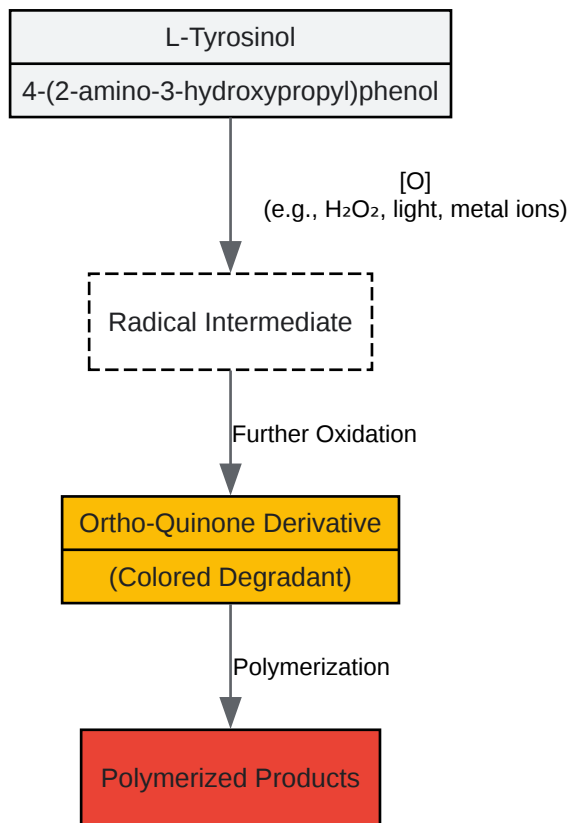 L-Tyrosinol
4-(2-amino-3-hydroxypropyl)phenol
[O]
(e.g., H₂O₂, light, metal ions)
Radical Intermediate
Further Oxidation
Ortho-Quinone Derivative
(Colored Degradant)
Polymerization
Polymerized Products